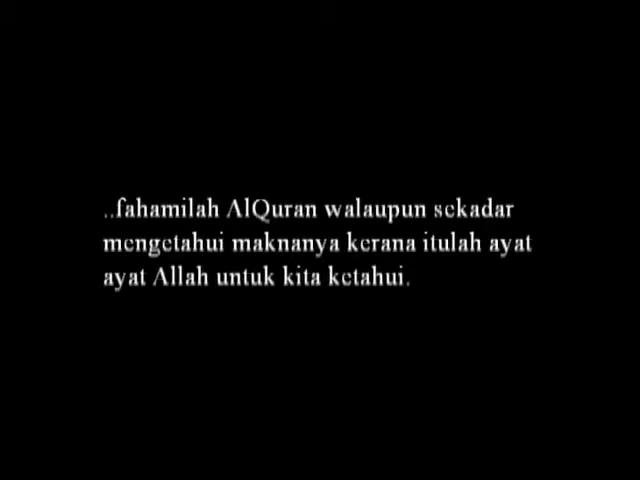 ..fahamilah AlQuran walaupun sekadar
mengetahui maknanya kerana itulah ayat
ayat Allah untuk kita ketahui.